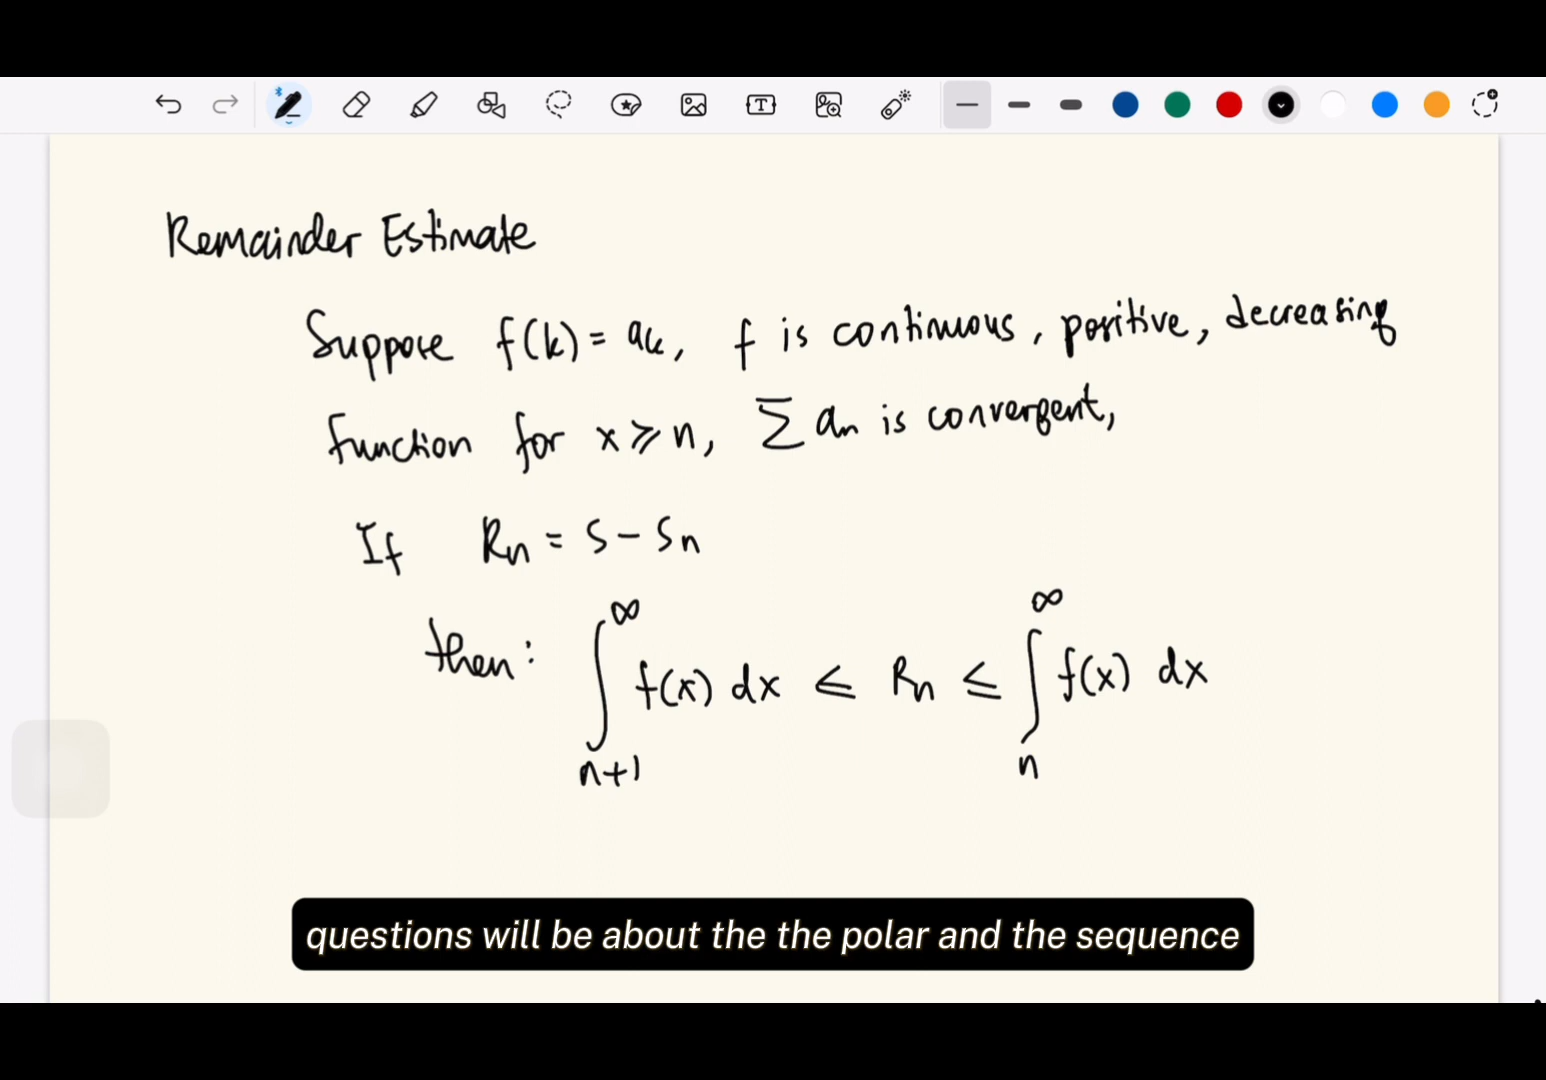 Remainder Estimate
Suppose f(k) = ak, f is continuous, positive, decreasing
function for x ⩾ n, ∑ an is convergent,
If Rn = s - sn
then: ∫_{n+1}^{∞} f(x) dx ≤ Rn ≤ ∫_{n}^{∞} f(x) dx
questions will be about the the polar and the sequence